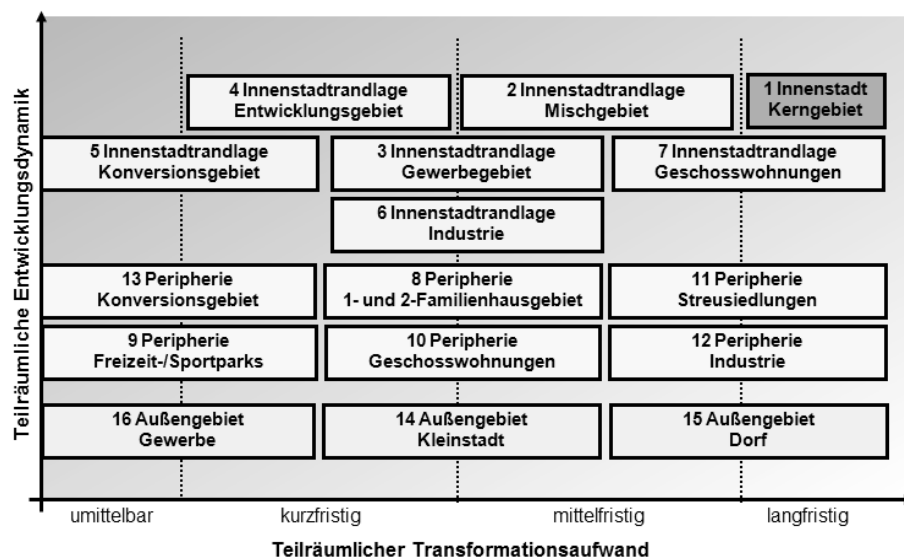 Teilräumliche Entwicklungsdynamik
4 Innenstadtrandlage
Entwicklungsgebiet
2 Innenstadtrandlage
Mischgebiet
1 Innenstadt
Kerngebiet
5 Innenstadtrandlage
Konversionsgebiet
3 Innenstadtrandlage
Gewerbegebiet
7 Innenstadtrandlage
Geschosswohnungen
6 Innenstadtrandlage
Industrie
13 Peripherie
Konversionsgebiet
8 Peripherie
1- und 2-Familienhausgebiet
11 Peripherie
Streusiedlungen
9 Peripherie
Freizeit-/Sportparks
10 Peripherie
Geschosswohnungen
12 Peripherie
Industrie
16 Außengebiet
Gewerbe
14 Außengebiet
Kleinstadt
15 Außengebiet
Dorf
umittelbar
kurzfristig
mittelfristig
langfristig
Teilräumlicher Transformationsaufwand